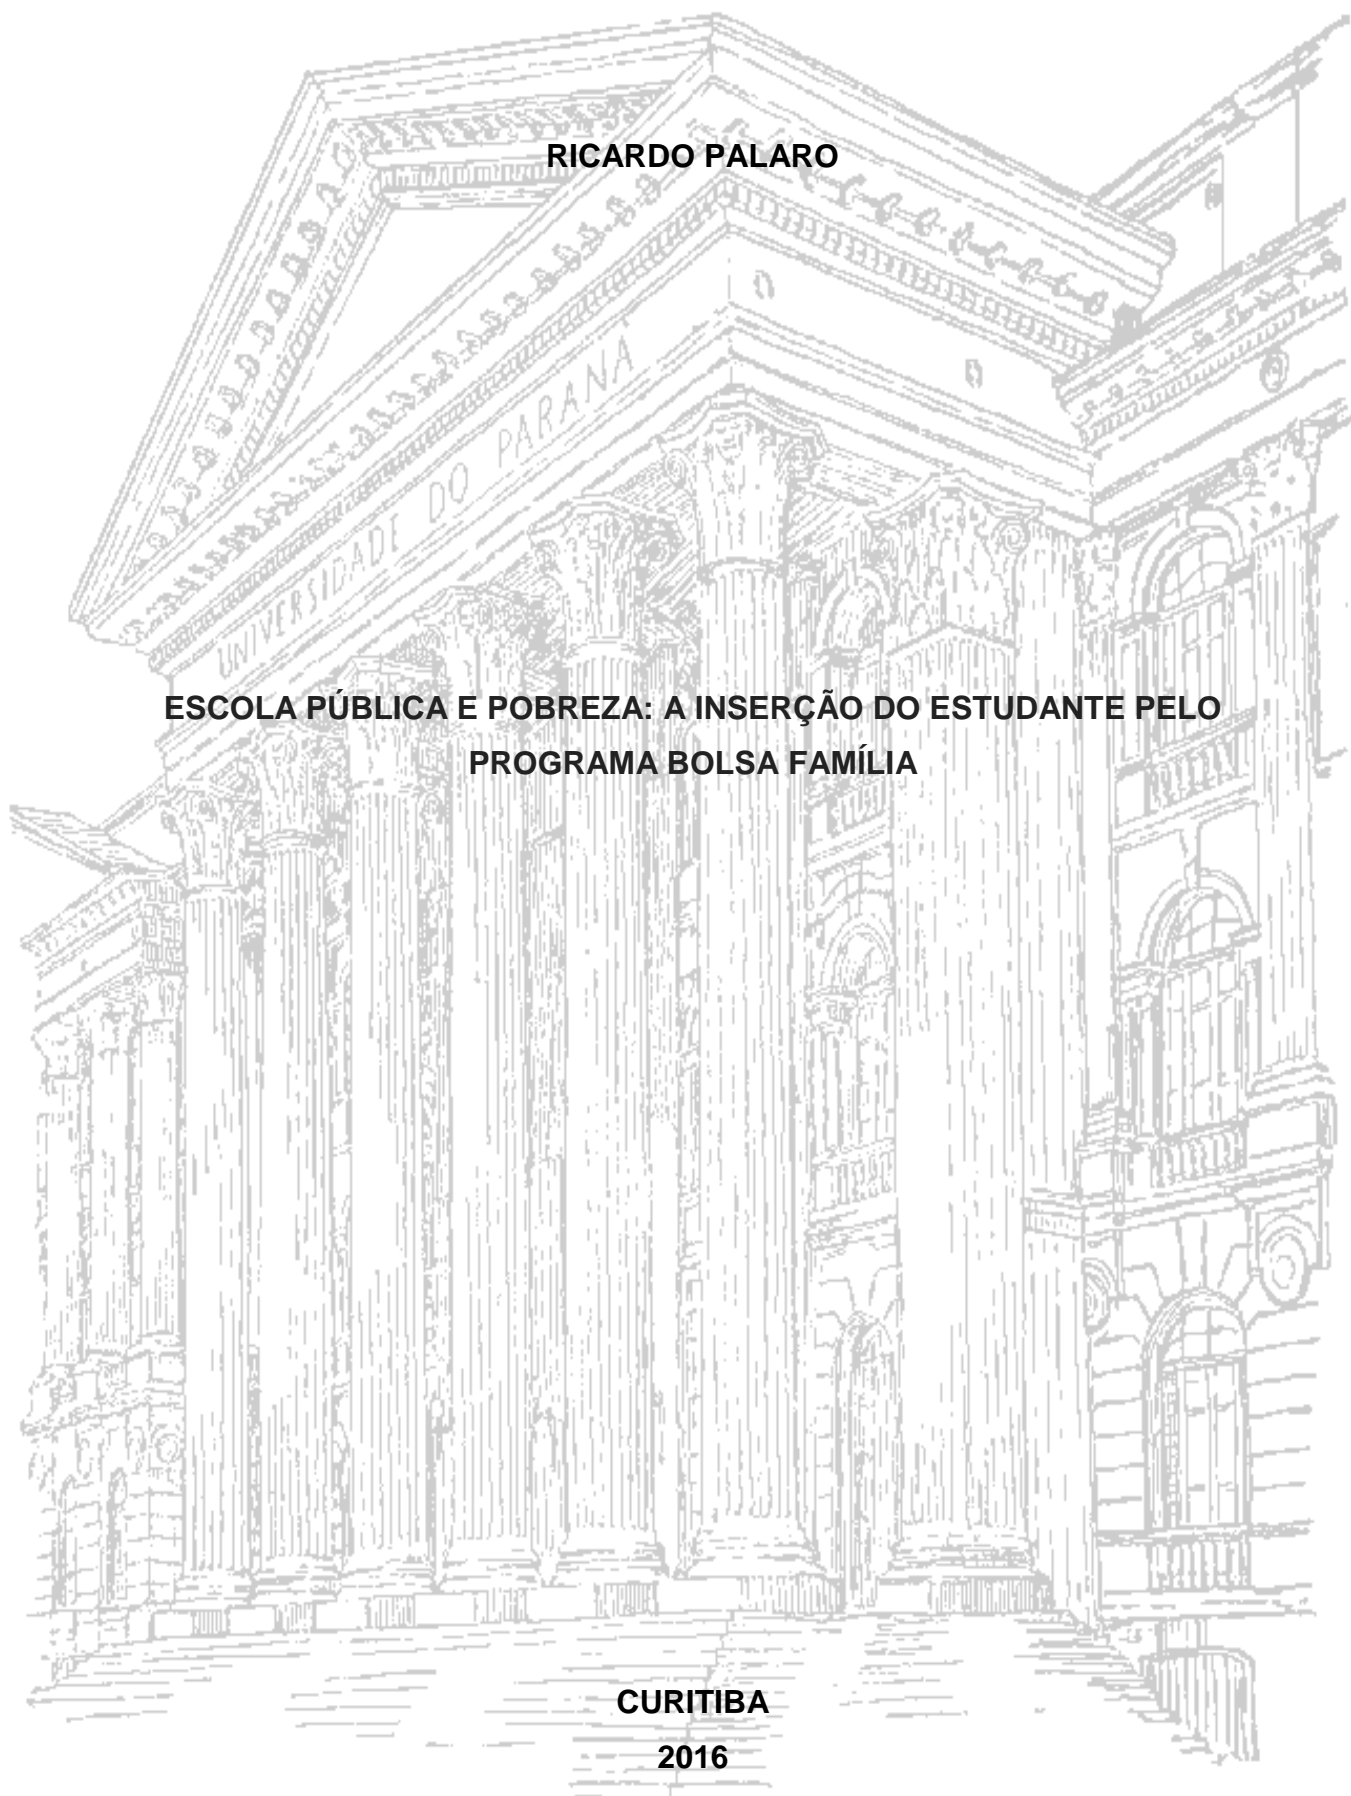 RICARDO PALARO
UNIVERSIDADE DO PARANÁ
ESCOLA PÚBLICA E POBREZA: A INSERÇÃO DO ESTUDANTE PELO
PROGRAMA BOLSA FAMÍLIA
CURITIBA
2016